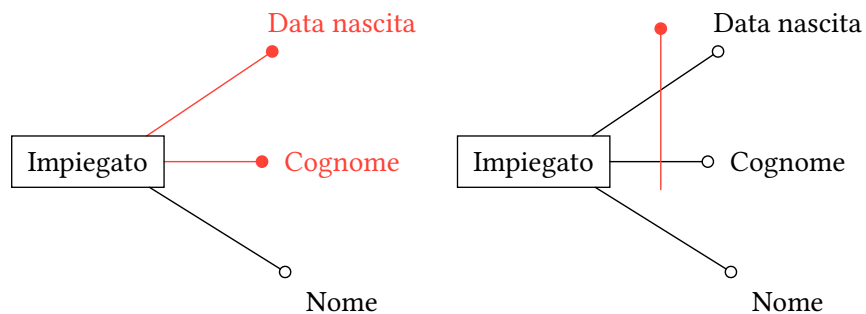 Data nascita
Impiegato
Cognome
Nome
Data nascita
Impiegato
Cognome
Nome